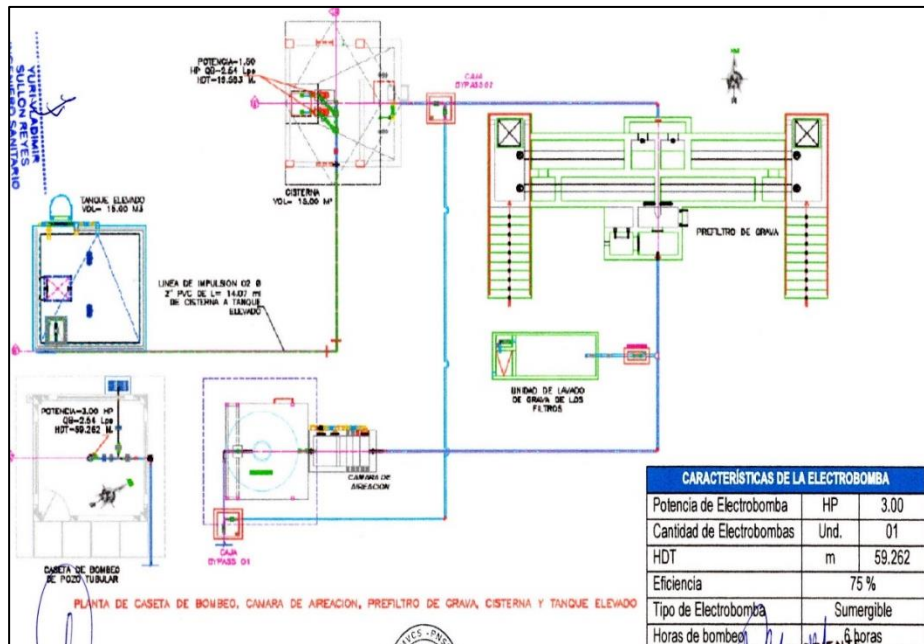 YURI VLADIMIR
SULLON REYES
INGENIERO SANITARIO
POTENCIA=1.50
HP QB=2.54 Lps
CAJA
BYPASS 02
CISTERNA
VOL= 15.00 M³
TANQUE ELEVADO
VOL= 15.00 M3
PREFILTRO DE GRAVA
LINEA DE IMPULSION 02 Ø
2" PVC DE L= 14.07 ml
DE CISTERNA A TANQUE
ELEVADO
UNIDAD DE LAVADO
DE GRAVA DE LOS
FILTROS
POTENCIA=3.00 HP
QB=2.54 Lps
HDT=59.262 M.
CAMARA DE
AIREACION
CAJA
BYPASS 01
CASETA DE BOMBEO
DE POZO TUBULAR
PLANTA DE CASETA DE BOMBEO, CAMARA DE AIREACION, PREFILTRO DE GRAVA, CISTERNA Y TANQUE ELEVADO
CARACTERÍSTICAS DE LA ELECTROBOMBA
Potencia de Electrobomba HP 3.00
Cantidad de Electrobombas Und. 01
HDT m 59.262
Eficiencia 75 %
Tipo de Electrobomba Sumergible
Horas de bombeo 6 horas